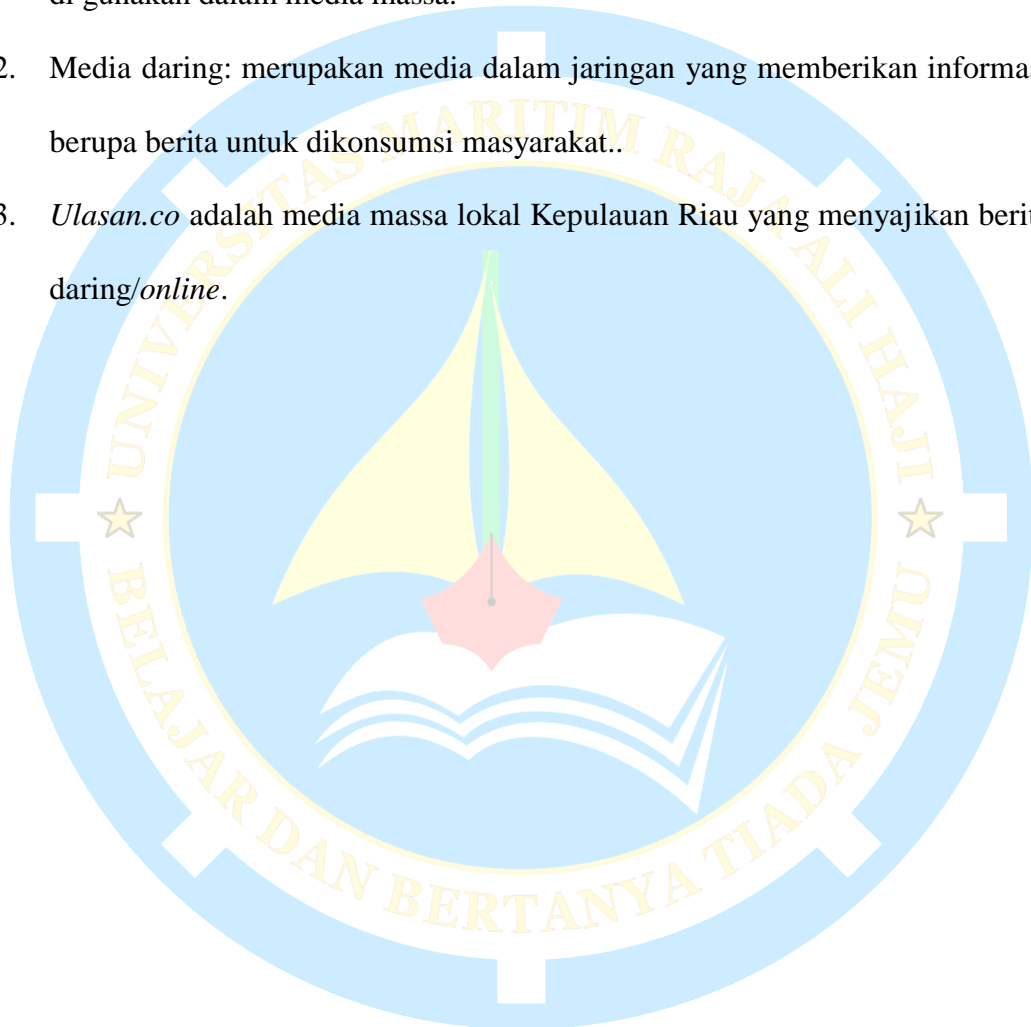 di gunakan dalam media massa.
2. Media daring: merupakan media dalam jaringan yang memberikan informas
berupa berita untuk dikonsumsi masyarakat..
3. Ulasan.co adalah media massa lokal Kepulauan Riau yang menyajikan berit
daring/online.
UNIVERSITAS MARITIM RAJA ALI HAJI
BELAJAR DAN BERTANYA TIADA JEMU